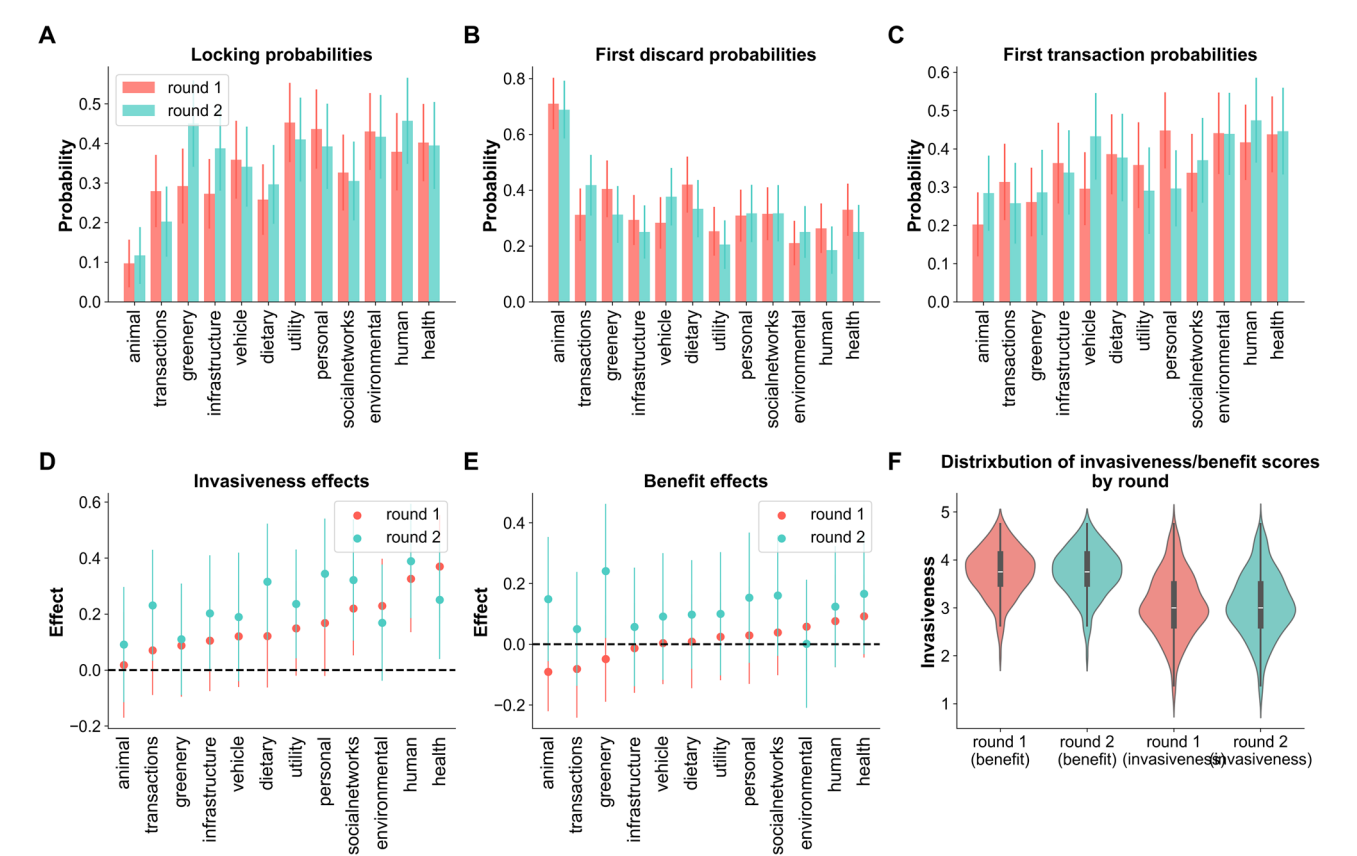 A
Locking probabilities
round 1
round 2
Probability
0.5
0.4
0.3
0.2
0.1
0.0
animal
transactions
greenery
infrastructure
vehicle
dietary
utility
personal
socialnetworks
environmental
human
health
B
First discard probabilities
Probability
0.8
0.6
0.4
0.2
0.0
animal
transactions
greenery
infrastructure
vehicle
dietary
utility
personal
socialnetworks
environmental
human
health
C
First transaction probabilities
Probability
0.6
0.5
0.4
0.3
0.2
0.1
0.0
animal
transactions
greenery
infrastructure
vehicle
dietary
utility
personal
socialnetworks
environmental
human
health
D
Invasiveness effects
round 1
round 2
Effect
0.6
0.4
0.2
0.0
−0.2
animal
transactions
greenery
infrastructure
vehicle
dietary
utility
personal
socialnetworks
environmental
human
health
E
Benefit effects
round 1
round 2
Effect
0.4
0.2
0.0
−0.2
animal
transactions
greenery
infrastructure
vehicle
dietary
utility
personal
socialnetworks
environmental
human
health
F
Distrixbution of invasiveness/benefit scores
by round
Invasiveness
5
4
3
2
1
round 1
(benefit)
round 2
(benefit)
round 1
(invasiveness)
round 2
(invasiveness)